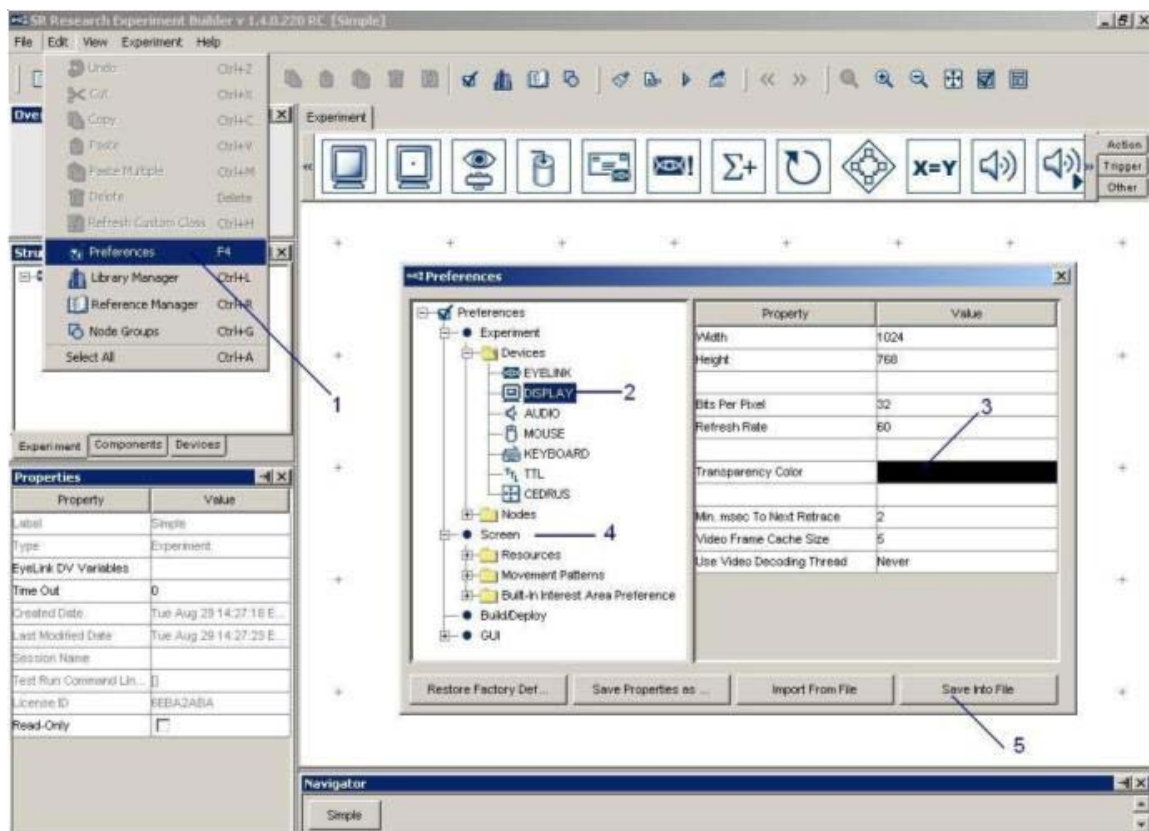 SR Research Experiment Builder v 1.4.0.220 RC [Simple]
File Edit View Experiment Help
Undo Ctrl+Z
Cut Ctrl+X
Copy Ctrl+C
Paste Ctrl+V
Paste Multiple Ctrl+M
Delete Delete
Refresh Custom Class Ctrl+H
Preferences F4
Library Manager Ctrl+L
Reference Manager Ctrl+R
Node Groups Ctrl+G
Select All Ctrl+A
1
Over
Stru
Experiment Components Devices
Properties
Property Value
Label Simple
Type Experiment
EyeLink DV Variables
Time Out 0
Created Date Tue Aug 29 14:27:18 E...
Last Modified Date Tue Aug 29 14:27:23 E...
Session Name
Test Run Command Lin... []
License ID 6EBA2ABA
Read-Only
Experiment
Σ+
X=Y
Action
Trigger
Other
Preferences
Preferences
Experiment
Devices
EYELINK
DISPLAY 2
AUDIO
MOUSE
KEYBOARD
TTL TTL
CEDRUS
Nodes
Screen 4
Resources
Movement Patterns
Built-In Interest Area Preference
Build/Deploy
GUI
Property Value
Width 1024
Height 768
Bits Per Pixel 32
Refresh Rate 60
3
Transparency Color
Min. msec To Next Retrace 2
Video Frame Cache Size 5
Use Video Decoding Thread Never
Restore Factory Def... Save Properties as ... Import From File Save Into File
5
Navigator
Simple